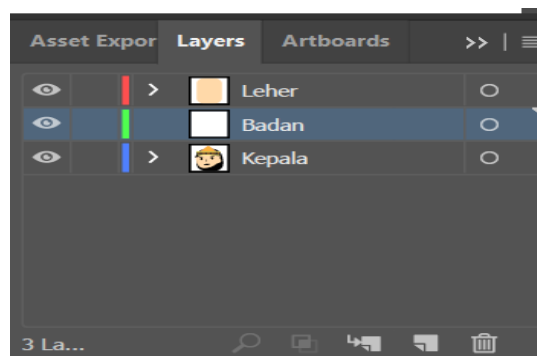 Asset Expor Layers Artboards >>
Leher
Badan
Kepala
3 La...